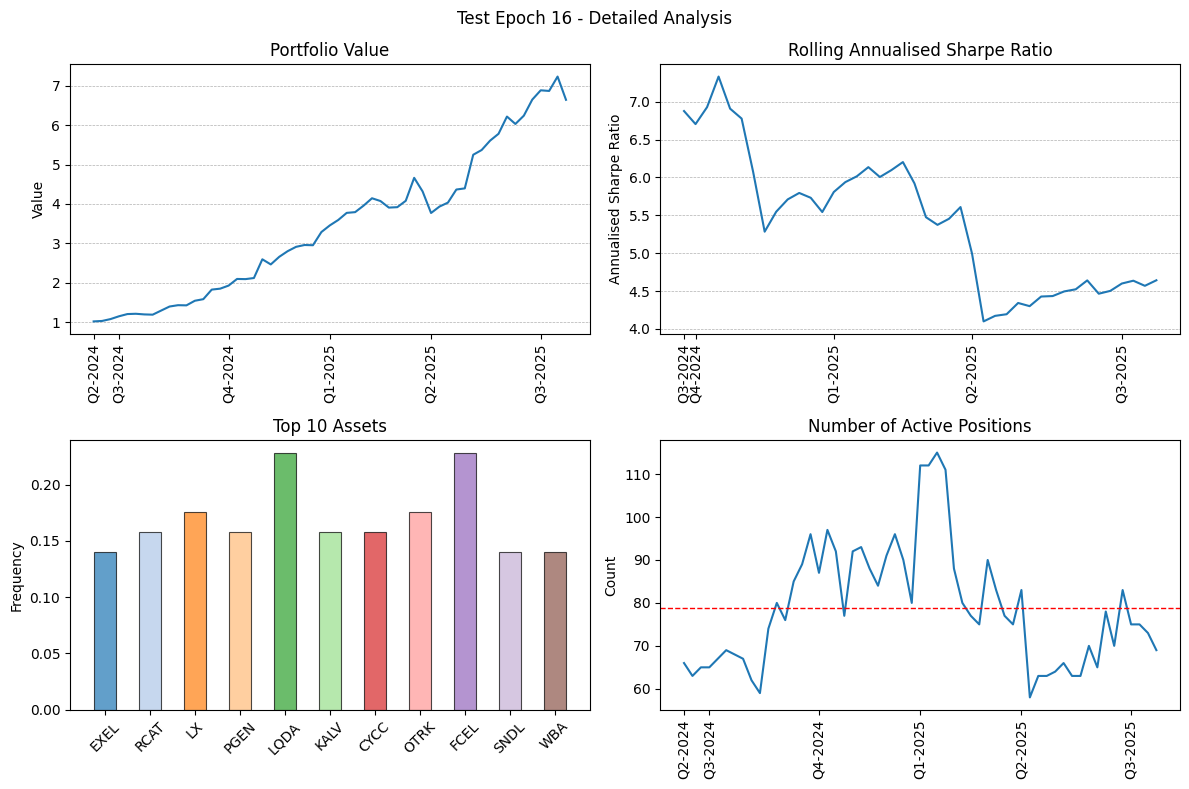 Test Epoch 16 - Detailed Analysis
Portfolio Value
Value
7
6
5
4
3
2
1
Q2-2024
Q3-2024
Q4-2024
Q1-2025
Q2-2025
Q3-2025
Rolling Annualised Sharpe Ratio
Annualised Sharpe Ratio
7.0
6.5
6.0
5.5
5.0
4.5
4.0
Q3-2024
Q4-2024
Q1-2025
Q2-2025
Q3-2025
Top 10 Assets
Frequency
0.20
0.15
0.10
0.05
0.00
EXEL
RCAT
LX
PGEN
LQDA
KALV
CYCC
OTRK
FCEL
SNDL
WBA
Number of Active Positions
Count
110
100
90
80
70
60
Q2-2024
Q3-2024
Q4-2024
Q1-2025
Q2-2025
Q3-2025